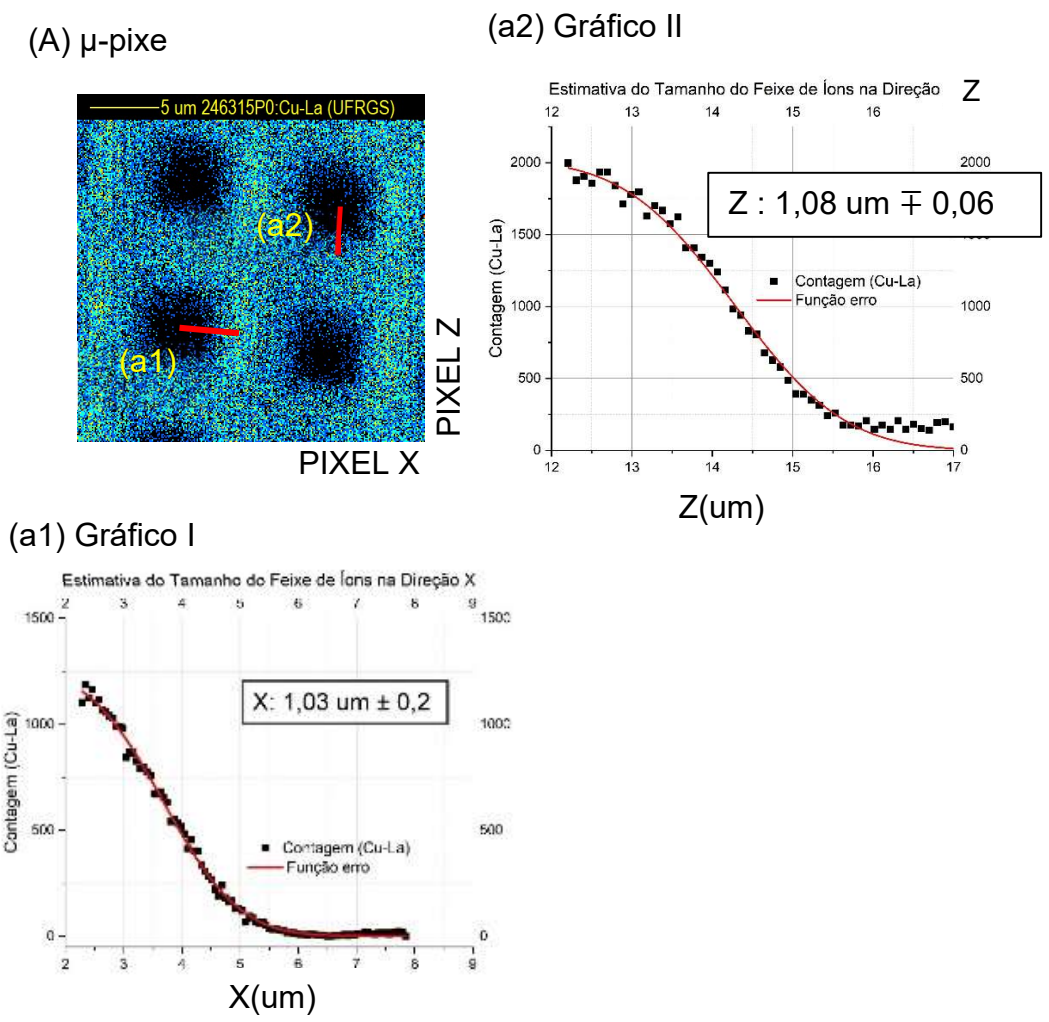 (A) µ-pixe
5 um 246315P0:Cu-La (UFRGS)
(a2)
(a1)
PIXEL Z
PIXEL X
(a2) Gráfico II
Estimativa do Tamanho do Feixe de Íons na Direção Z
12 13 14 15 16
2000 2000
Z : 1,08 um ∓ 0,06
1500
Contagem (Cu-La)
Contagem (Cu-La)
Função erro
1000 1000
500 500
0 0
12 13 14 15 16 17
Z(um)
(a1) Gráfico I
Estimativa do Tamanho do Feixe de Íons na Direção X
2 3 4 5 6 7 8 9
1500 1500
X: 1,03 um ± 0,2
1000 1000
Contagem (Cu-La)
500 500
Contagem (Cu-La)
Função erro
0 0
2 3 4 5 6 7 8 9
X(um)